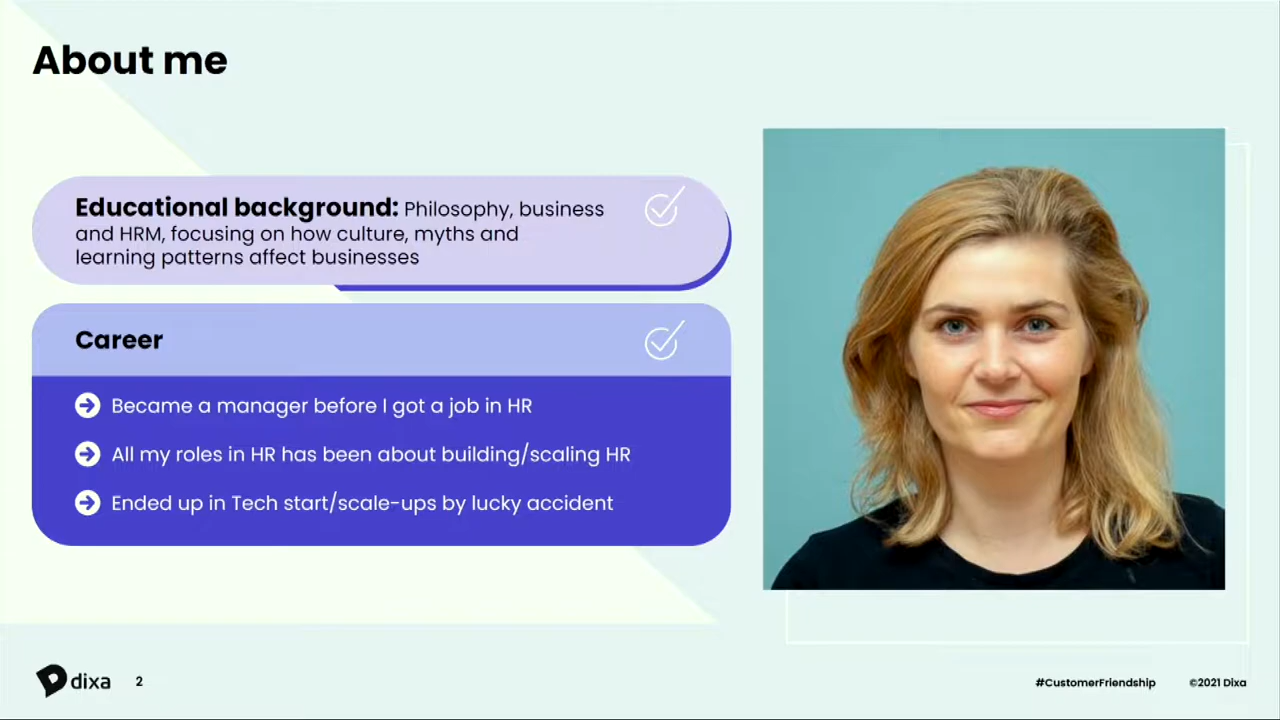 About me
Educational background: Philosophy, business
and HRM, focusing on how culture, myths and
learning patterns affect businesses
Career
Became a manager before I got a job in HR
All my roles in HR has been about building/scaling HR
Ended up in Tech start/scale-ups by lucky accident
dixa
2
#CustomerFriendship
©2021 Dixa